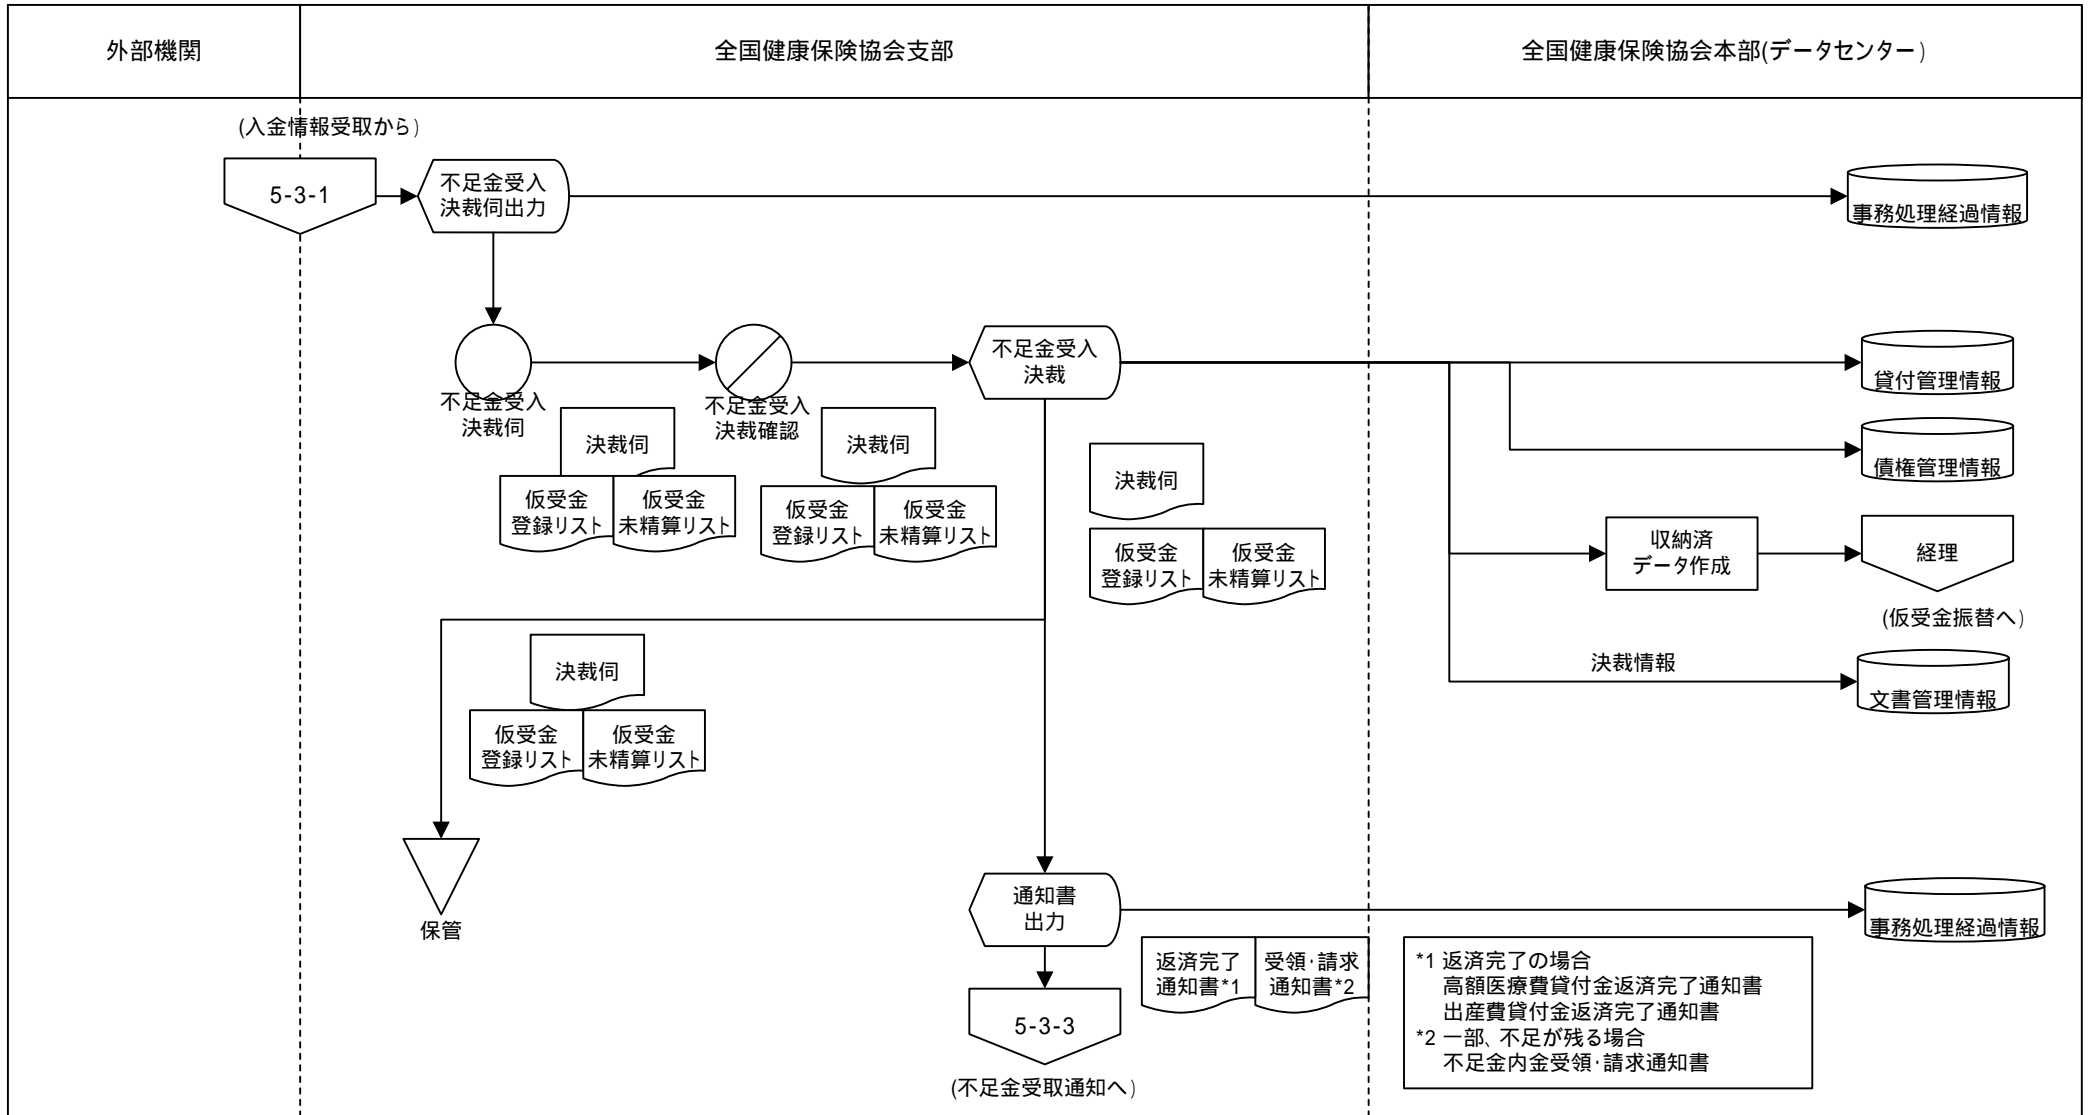 外部機関
全国健康保険協会支部
全国健康保険協会本部(データセンター)
(入金情報受取から)
5-3-1
不足金受入
決裁伺出力
事務処理経過情報
不足金受入
決裁伺
不足金受入
決裁確認
不足金受入
決裁
貸付管理情報
決裁伺
仮受金
登録リスト
仮受金
未精算リスト
決裁伺
仮受金
登録リスト
仮受金
未精算リスト
決裁伺
仮受金
登録リスト
仮受金
未精算リスト
債権管理情報
収納済
データ作成
経理
(仮受金振替へ)
決裁情報
文書管理情報
決裁伺
仮受金
登録リスト
仮受金
未精算リスト
保管
通知書
出力
事務処理経過情報
返済完了
通知書*1
受領・請求
通知書*2
5-3-3
(不足金受取通知へ)
*1 返済完了の場合
高額医療費貸付金返済完了通知書
出産費貸付金返済完了通知書
*2 一部、不足が残る場合
不足金内金受領・請求通知書